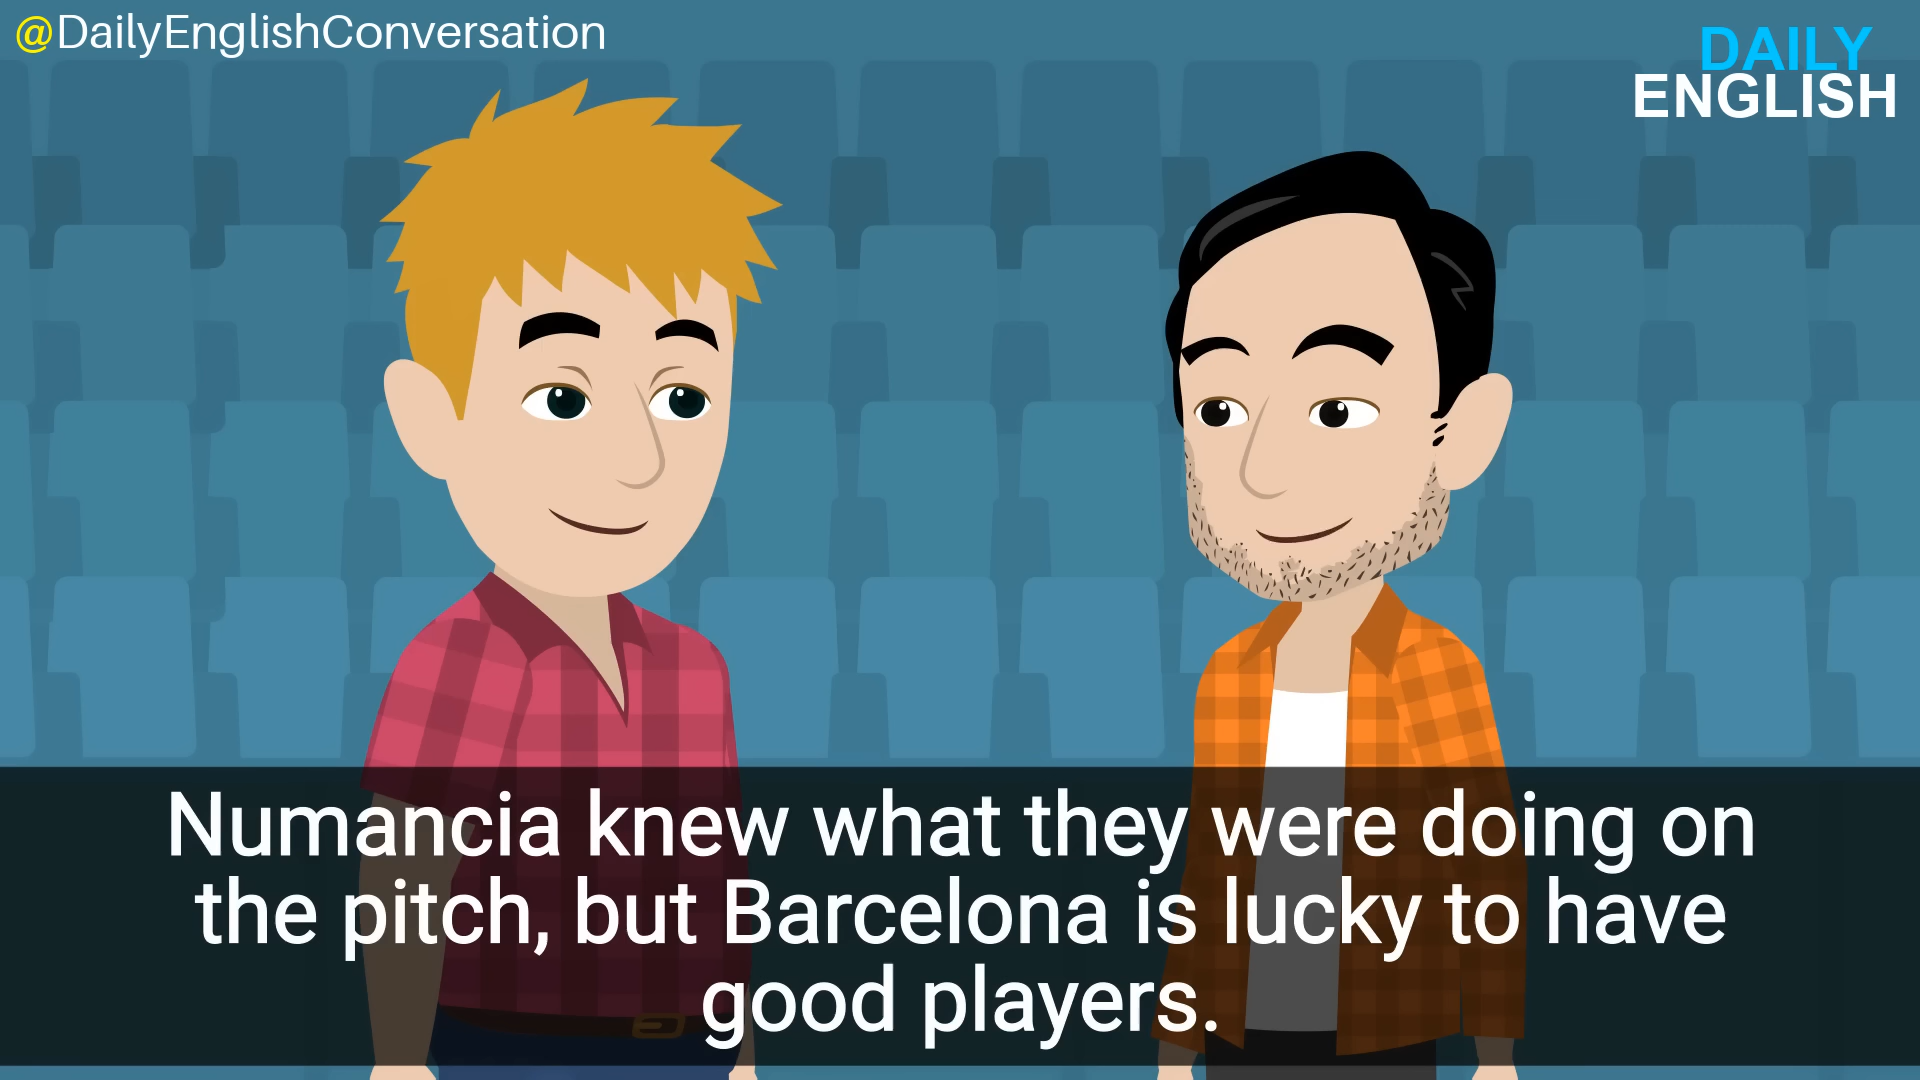 @DailyEnglishConversation
DAILY
ENGLISH
Numancia knew what they were doing on
the pitch, but Barcelona is lucky to have
good players.